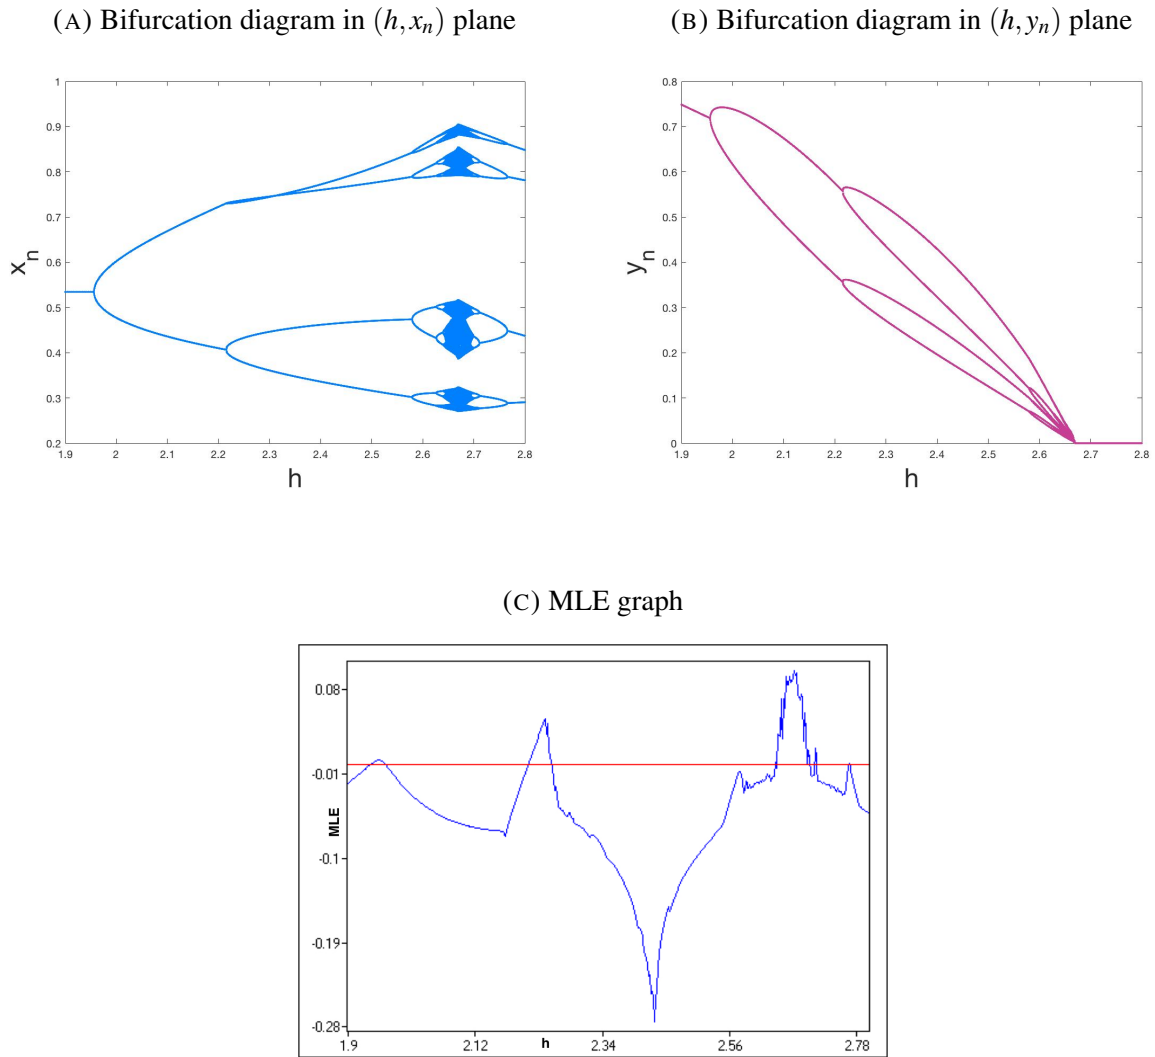 (A) Bifurcation diagram in (h, xn) plane
(B) Bifurcation diagram in (h, yn) plane
1
0.9
0.8
0.7
0.6
0.5
0.4
0.3
0.2
xn
1.9 2 2.1 2.2 2.3 2.4 2.5 2.6 2.7 2.8
h
0.8
0.7
0.6
0.5
0.4
0.3
0.2
0.1
0
yn
1.9 2 2.1 2.2 2.3 2.4 2.5 2.6 2.7 2.8
h
(C) MLE graph
0.08
-0.01
-0.1
-0.19
-0.28
MLE
1.9 2.12 2.34 2.56 2.78
h